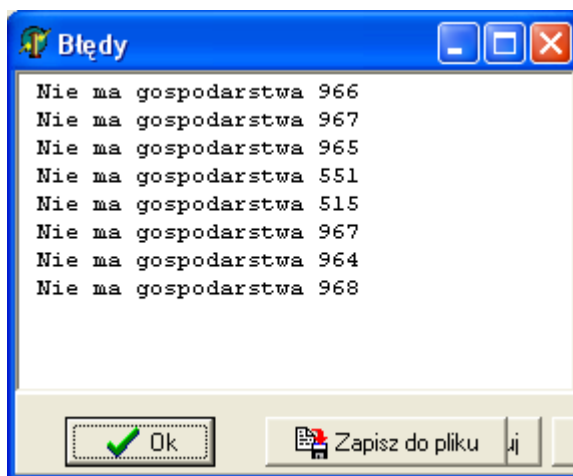 Błędy
Nie ma gospodarstwa 966
Nie ma gospodarstwa 967
Nie ma gospodarstwa 965
Nie ma gospodarstwa 551
Nie ma gospodarstwa 515
Nie ma gospodarstwa 967
Nie ma gospodarstwa 964
Nie ma gospodarstwa 968
Ok Zapisz do pliku uj